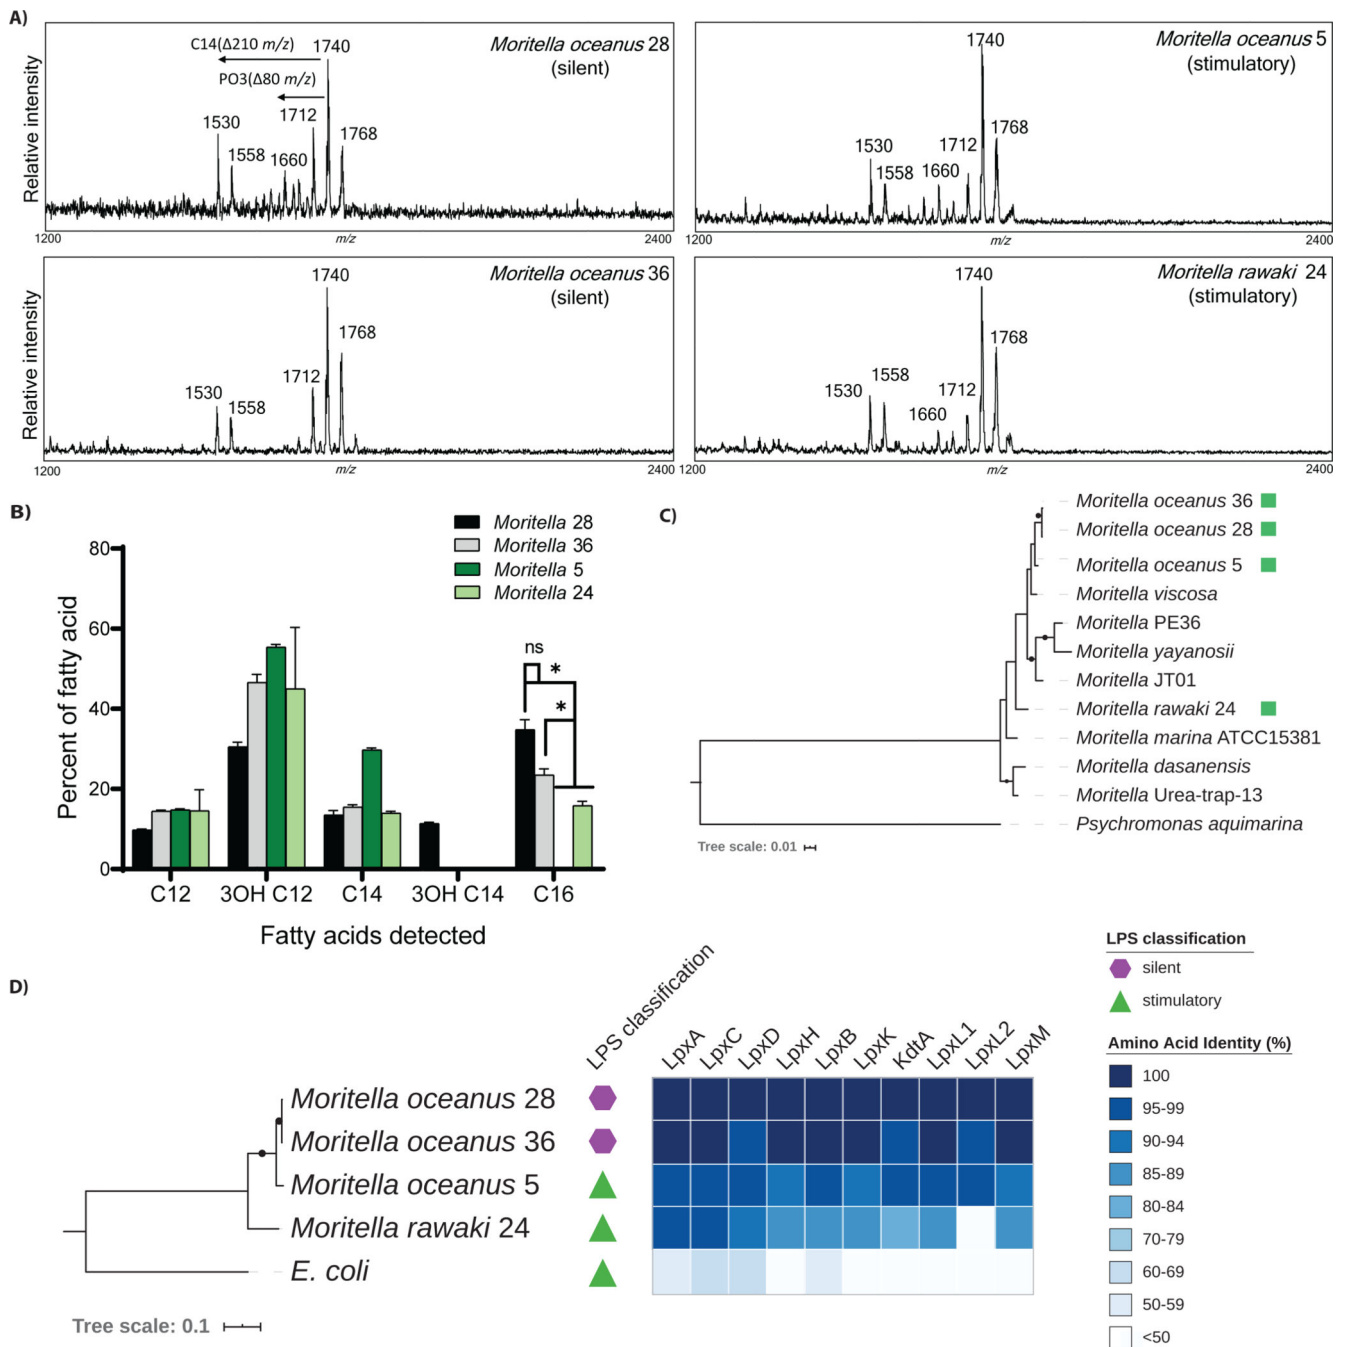 A)
C14(Δ210 m/z)
PO3(Δ80 m/z)
1740
Moritella oceanus 28
(silent)
1530
1558
1660
1712
1768
Relative intensity
1200
m/z
2400
1740
Moritella oceanus 5
(stimulatory)
1530
1558
1660
1712
1768
1200
m/z
2400
1740
Moritella oceanus 36
(silent)
1530
1558
1712
1768
Relative intensity
1200
m/z
2400
1740
Moritella rawaki 24
(stimulatory)
1530
1558
1660
1712
1768
1200
m/z
2400
B)
Moritella 28
Moritella 36
Moritella 5
Moritella 24
Percent of fatty acid
80
60
40
20
0
ns
*
*
C12
3OH C12
C14
3OH C14
C16
Fatty acids detected
C)
Moritella oceanus 36
Moritella oceanus 28
Moritella oceanus 5
Moritella viscosa
Moritella PE36
Moritella yayanosii
Moritella JT01
Moritella rawaki 24
Moritella marina ATCC15381
Moritella dasanensis
Moritella Urea-trap-13
Psychromonas aquimarina
Tree scale: 0.01
D)
LPS classification
LpxA
LpxC
LpxD
LpxH
LpxB
LpxK
KdtA
LpxL1
LpxL2
LpxM
Moritella oceanus 28
Moritella oceanus 36
Moritella oceanus 5
Moritella rawaki 24
E. coli
Tree scale: 0.1
LPS classification
silent
stimulatory
Amino Acid Identity (%)
100
95-99
90-94
85-89
80-84
70-79
60-69
50-59
<50